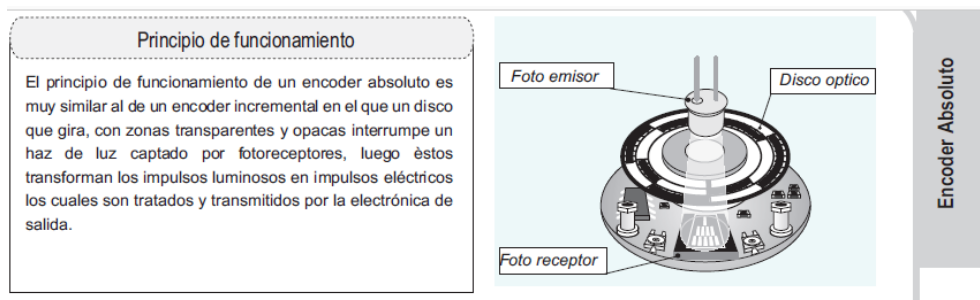 Principio de funcionamiento
El principio de funcionamiento de un encoder absoluto es
muy similar al de un encoder incremental en el que un disco
que gira, con zonas transparentes y opacas interrumpe un
haz de luz captado por fotoreceptores, luego èstos
transforman los impulsos luminosos en impulsos eléctricos
los cuales son tratados y transmitidos por la electrónica de
salida.
Foto emisor
Disco optico
Foto receptor
Encoder Absoluto